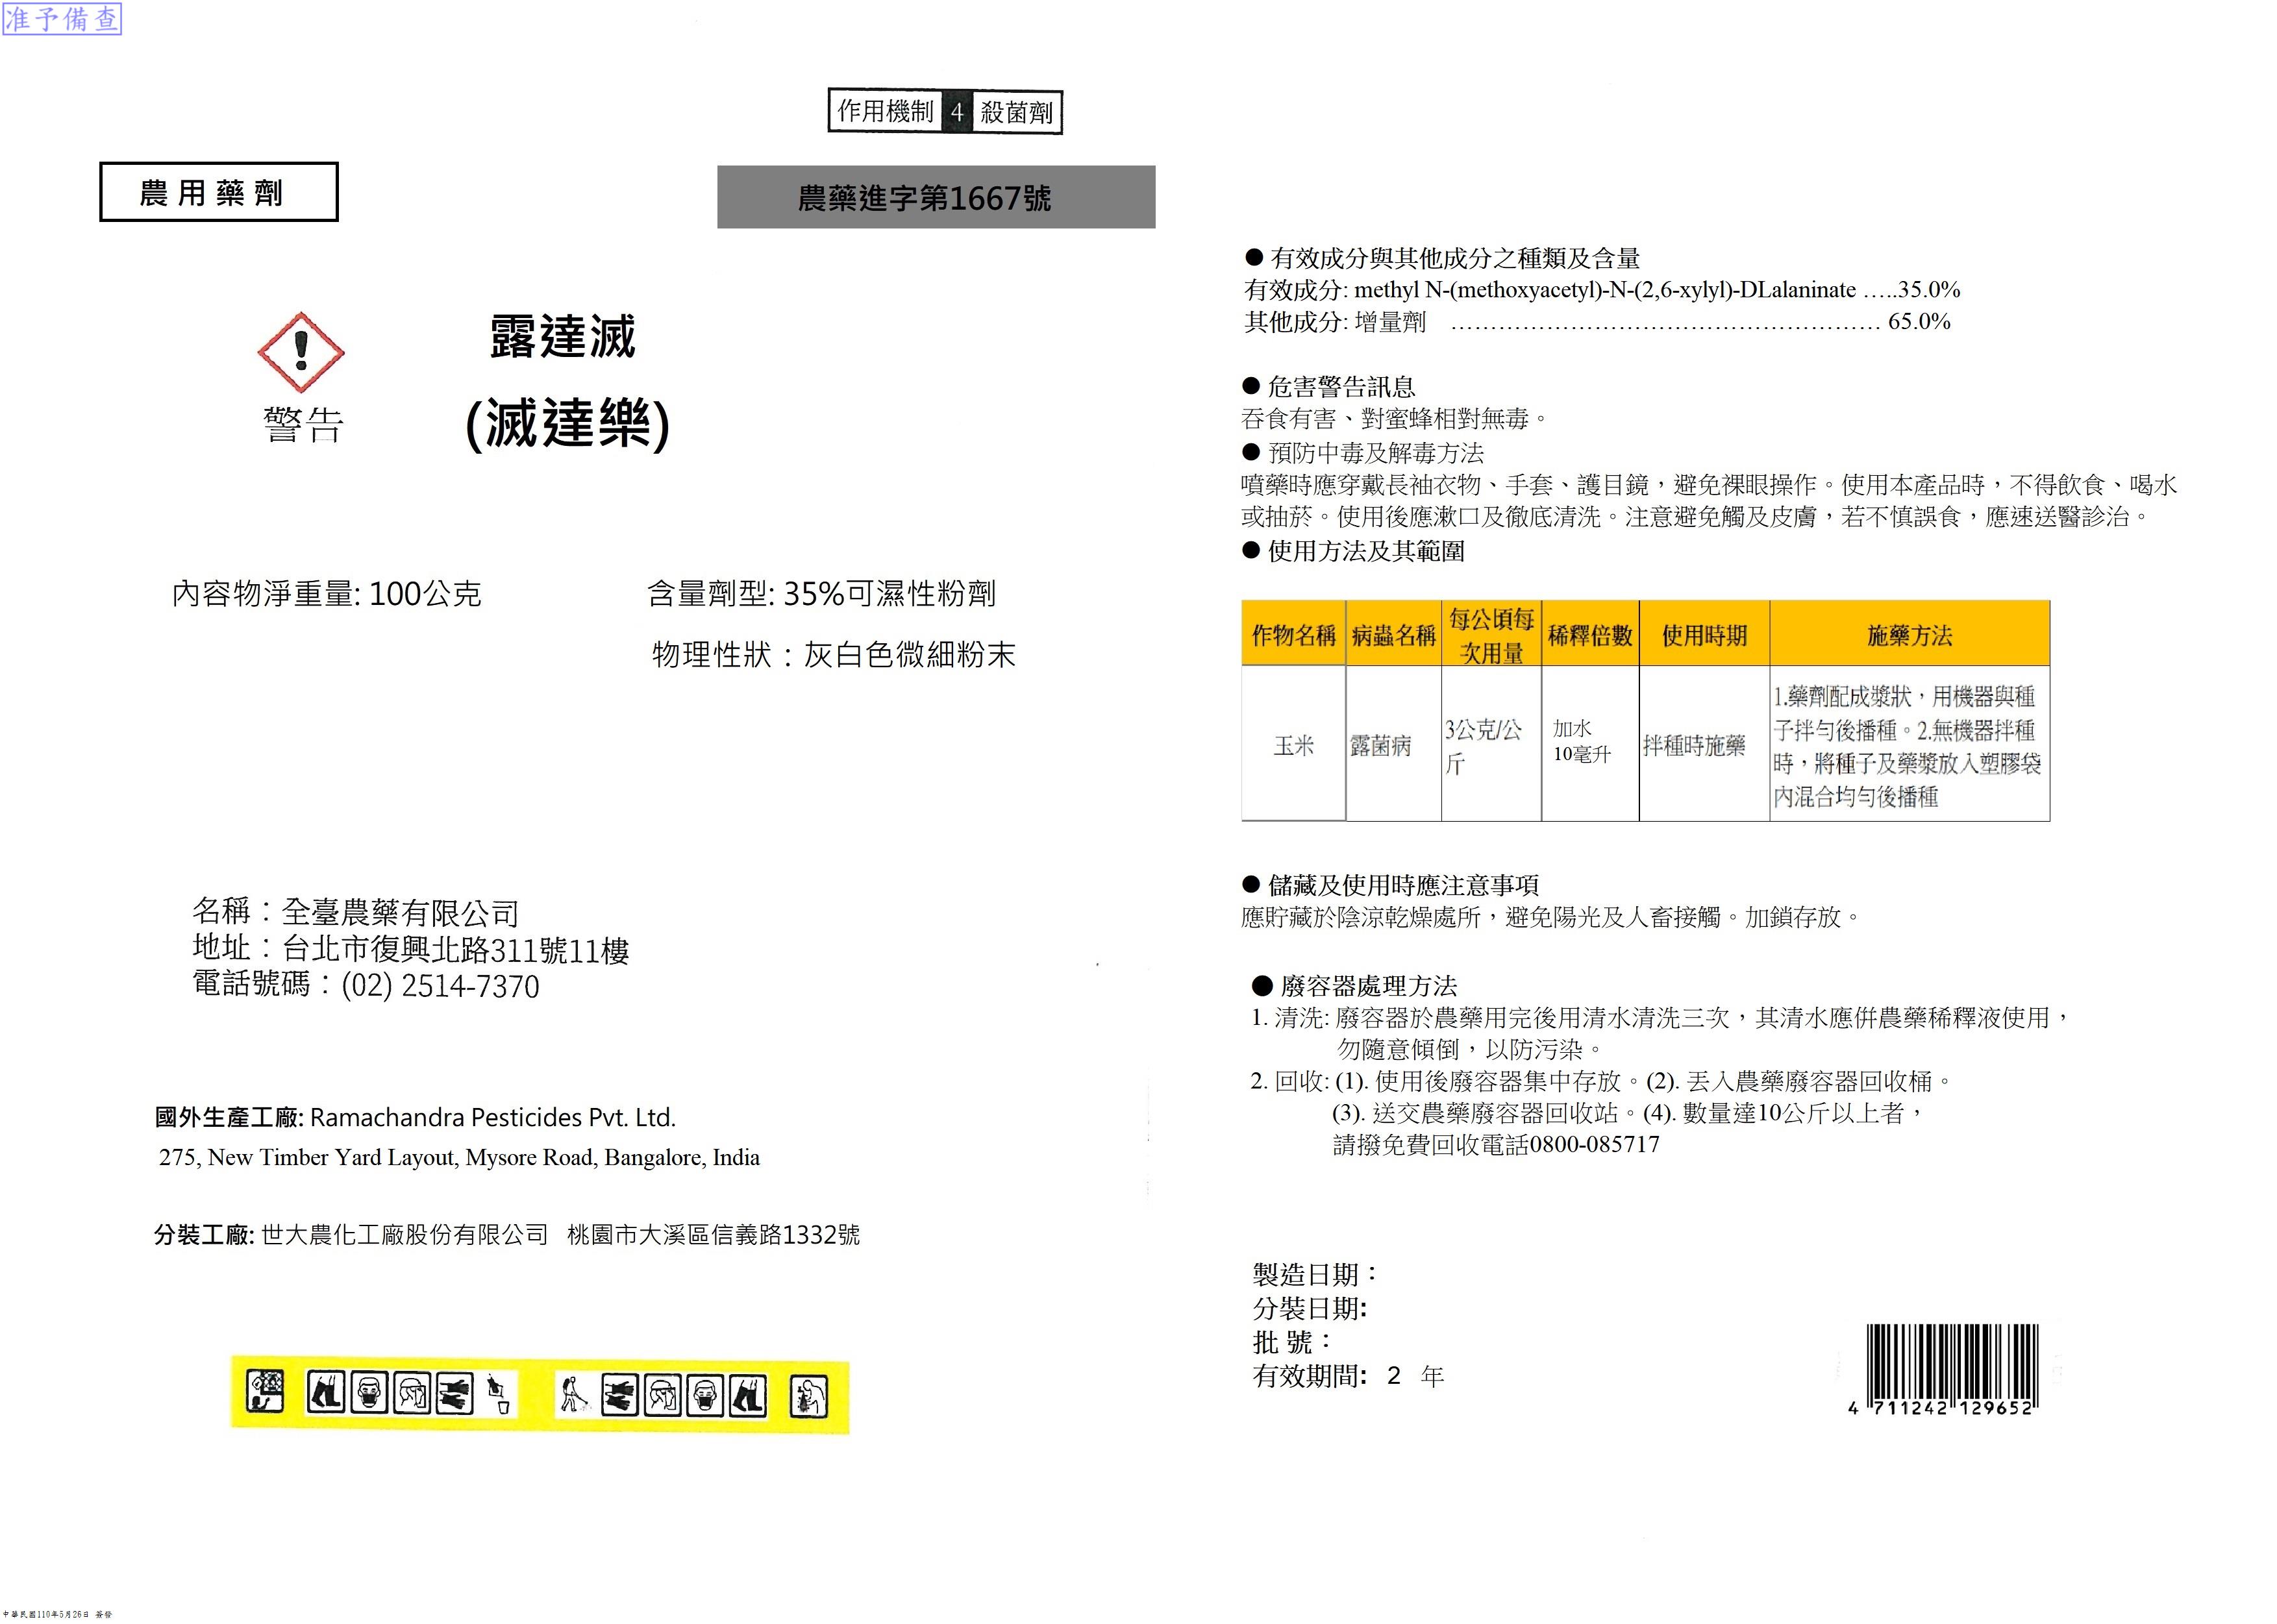 准予備查
作用機制 4 殺菌劑
農用藥劑
農藥進字第1667號
露達滅
(滅達樂)
警告
內容物淨重量: 100公克
含量劑型: 35%可濕性粉劑
物理性狀：灰白色微細粉末
名稱：全臺農藥有限公司
地址：台北市復興北路311號11樓
電話號碼：(02) 2514-7370
國外生產工廠: Ramachandra Pesticides Pvt. Ltd.
275, New Timber Yard Layout, Mysore Road, Bangalore, India
分裝工廠: 世大農化工廠股份有限公司 桃園市大溪區信義路1332號
● 有效成分與其他成分之種類及含量
有效成分: methyl N-(methoxyacetyl)-N-(2,6-xylyl)-DLalaninate …..35.0%
其他成分: 增量劑 ……………………………………………… 65.0%
● 危害警告訊息
吞食有害、對蜜蜂相對無毒。
● 預防中毒及解毒方法
噴藥時應穿戴長袖衣物、手套、護目鏡，避免裸眼操作。使用本產品時，不得飲食、喝水
或抽菸。使用後應漱口及徹底清洗。注意避免觸及皮膚，若不慎誤食，應速送醫診治。
● 使用方法及其範圍
作物名稱 病蟲名稱 每公頃每次用量 稀釋倍數 使用時期 施藥方法
玉米 露菌病 3公克/公斤 加水10毫升 拌種時施藥
1.藥劑配成漿狀，用機器與種
子拌勻後播種。2.無機器拌種
時，將種子及藥漿放入塑膠袋
內混合均勻後播種
● 儲藏及使用時應注意事項
應貯藏於陰涼乾燥處所，避免陽光及人畜接觸。加鎖存放。
● 廢容器處理方法
1. 清洗: 廢容器於農藥用完後用清水清洗三次，其清水應併農藥稀釋液使用，
勿隨意傾倒，以防污染。
2. 回收: (1). 使用後廢容器集中存放。(2). 丟入農藥廢容器回收桶。
(3). 送交農藥廢容器回收站。(4). 數量達10公斤以上者，
請撥免費回收電話0800-085717
製造日期：
分裝日期:
批 號：
有效期間: 2 年
4 711242 129652
中華民國110年5月26日 簽發